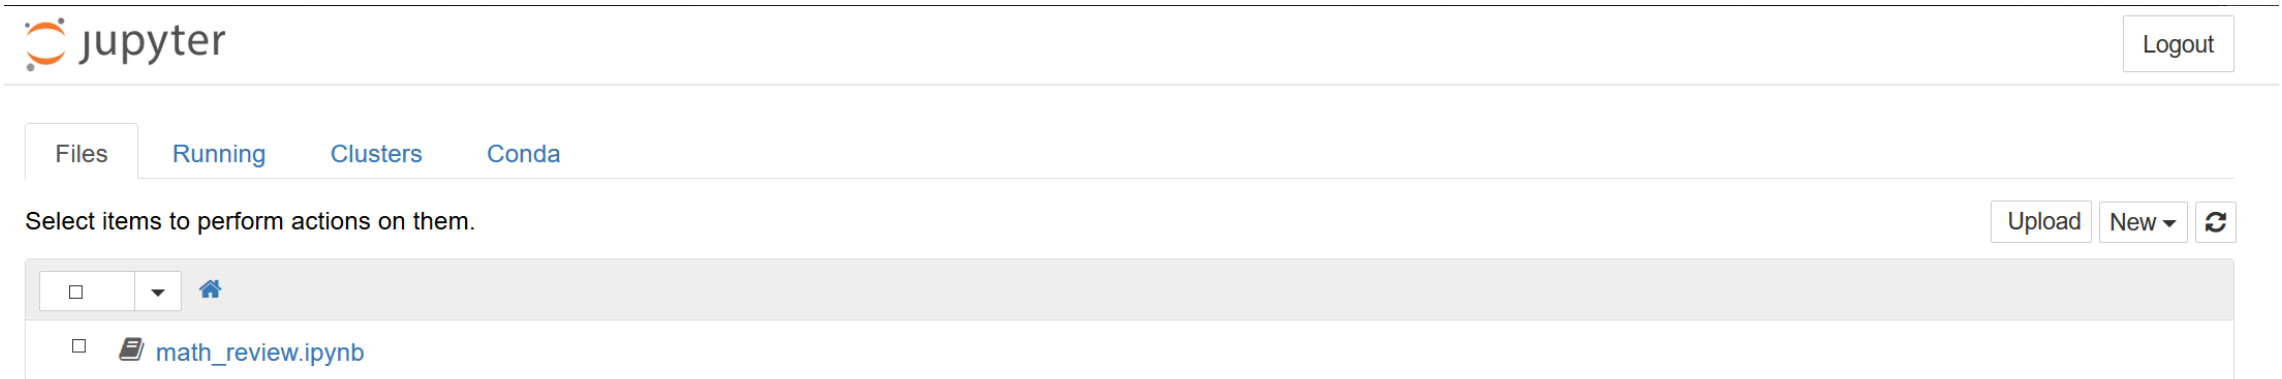 jupyter
Logout
Files Running Clusters Conda
Select items to perform actions on them.
Upload New
math_review.ipynb